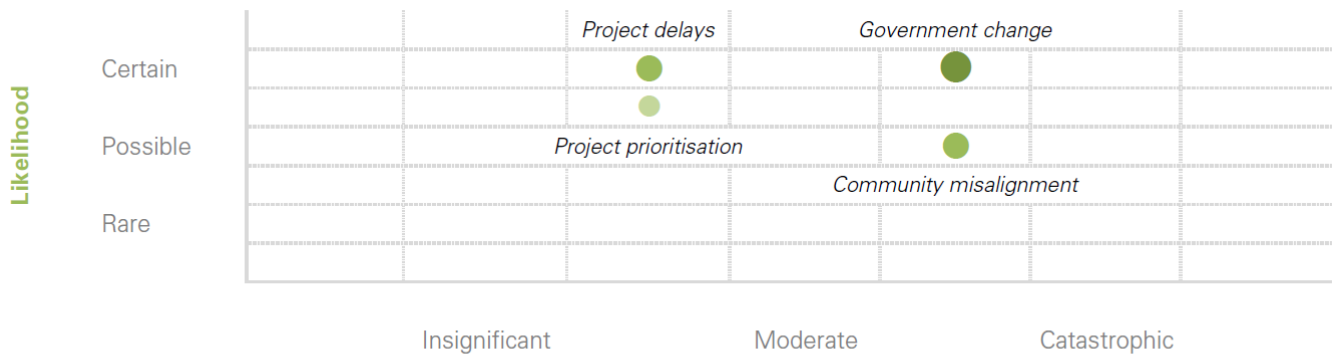 Project delays
Government change
Certain
Possible
Project prioritisation
Community misalignment
Rare
Likelihood
Insignificant
Moderate
Catastrophic